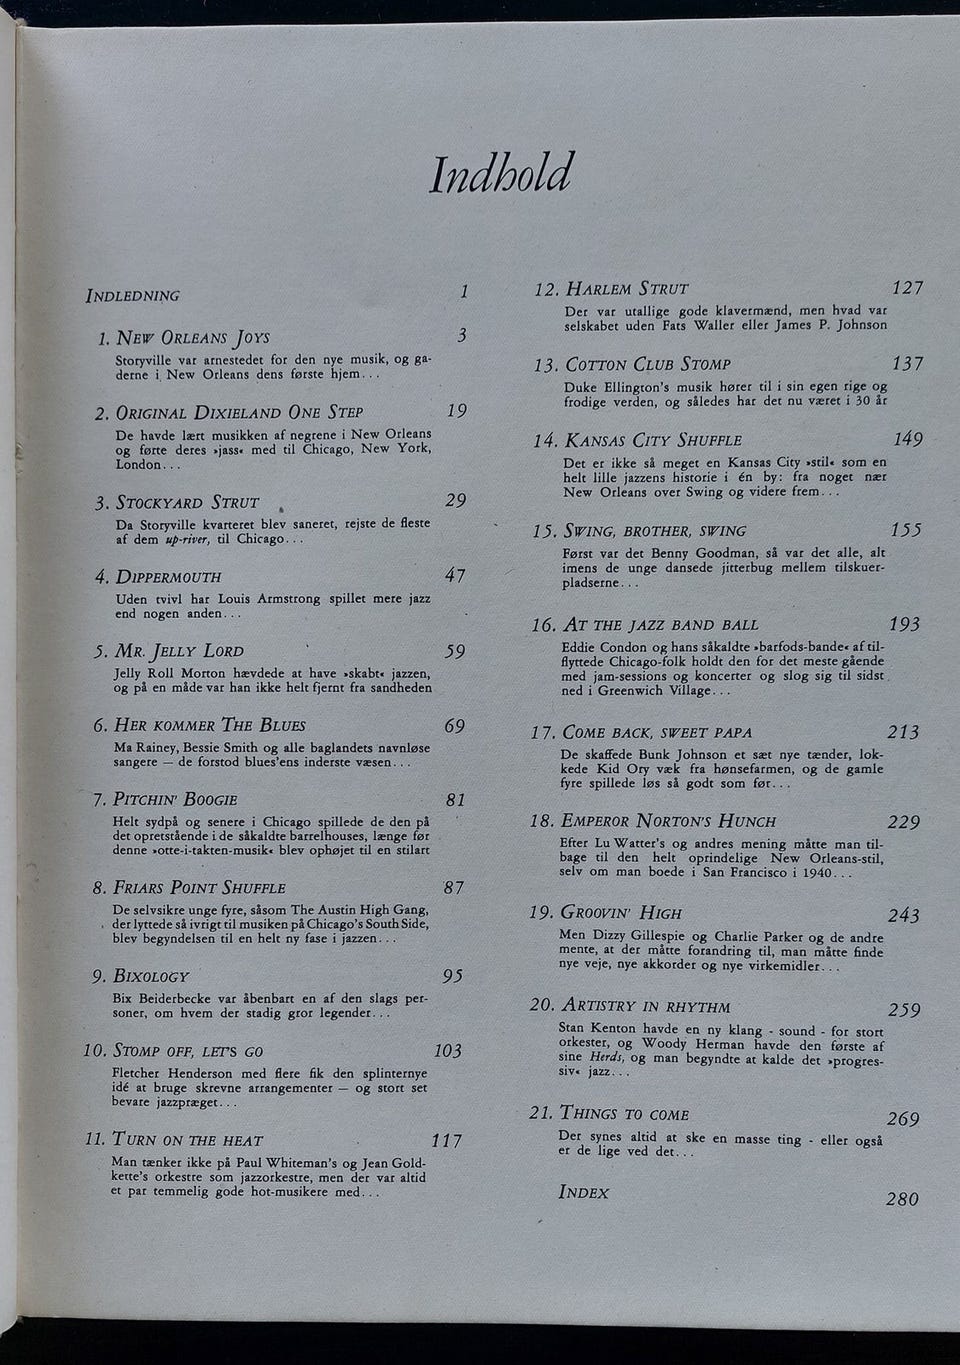 Indhold
INDLEDNING 1
1. NEW ORLEANS JOYS 3
Storyville var arnestedet for den nye musik, og ga-
derne i New Orleans dens første hjem...
2. ORIGINAL DIXIELAND ONE STEP 19
De havde lært musikken af negrene i New Orleans
og førte deres »jass« med til Chicago, New York,
London...
3. STOCKYARD STRUT 29
Da Storyville kvarteret blev saneret, rejste de fleste
af dem up-river, til Chicago...
4. DIPPERMOUTH 47
Uden tvivl har Louis Armstrong spillet mere jazz
end nogen anden...
5. MR. JELLY LORD 59
Jelly Roll Morton hævdede at have »skabt« jazzen,
og på en måde var han ikke helt fjernt fra sandheden
6. HER KOMMER THE BLUES 69
Ma Rainey, Bessie Smith og alle baglandets navnløse
sangere — de forstod blues'ens inderste væsen...
7. PITCHIN' BOOGIE 81
Helt sydpå og senere i Chicago spillede de den på
det opretstående i de såkaldte barrelhouses, længe før
denne »otte-i-takten-musik« blev ophøjet til en stilart
8. FRIARS POINT SHUFFLE 87
De selvsikre unge fyre, såsom The Austin High Gang,
der lyttede så ivrigt til musiken på Chicago's South Side,
blev begyndelsen til en helt ny fase i jazzen...
9. BIXOLOGY 95
Bix Beiderbecke var åbenbart en af den slags per-
soner, om hvem der stadig gror legender...
10. STOMP OFF, LET'S GO 103
Fletcher Henderson med flere fik den splinternye
idé at bruge skrevne arrangementer — og stort set
bevare jazzpræget...
11. TURN ON THE HEAT 117
Man tænker ikke på Paul Whiteman's og Jean Gold-
kette's orkestre som jazzorkestre, men der var altid
et par temmelig gode hot-musikere med...
12. HARLEM STRUT 127
Der var utallige gode klavermænd, men hvad var
selskabet uden Fats Waller eller James P. Johnson
13. COTTON CLUB STOMP 137
Duke Ellington's musik hører til i sin egen rige og
frodige verden, og således har det nu været i 30 år
14. KANSAS CITY SHUFFLE 149
Det er ikke så meget en Kansas City »stil« som en
helt lille jazzens historie i én by: fra noget nær
New Orleans over Swing og videre frem...
15. SWING, BROTHER, SWING 155
Først var det Benny Goodman, så var det alle, alt
imens de unge dansede jitterbug mellem tilskuer-
pladserne...
16. AT THE JAZZ BAND BALL 193
Eddie Condon og hans såkaldte »barfods-bande« af til-
flyttede Chicago-folk holdt den for det meste gående
med jam-sessions og koncerter og slog sig til sidst
ned i Greenwich Village...
17. COME BACK, SWEET PAPA 213
De skaffede Bunk Johnson et sæt nye tænder, lok-
kede Kid Ory væk fra hønsefarmen, og de gamle
fyre spillede løs så godt som før...
18. EMPEROR NORTON'S HUNCH 229
Efter Lu Watter's og andres mening måtte man til-
bage til den helt oprindelige New Orleans-stil,
selv om man boede i San Francisco i 1940...
19. GROOVIN' HIGH 243
Men Dizzy Gillespie og Charlie Parker og de andre
mente, at der måtte forandring til, man måtte finde
nye veje, nye akkorder og nye virkemidler...
20. ARTISTRY IN RHYTHM 259
Stan Kenton havde en ny klang - sound - for stort
orkester, og Woody Herman havde den første af
sine Herds, og man begyndte at kalde det »progres-
siv« jazz...
21. THINGS TO COME 269
Der synes altid at ske en masse ting - eller også
er de lige ved det...
INDEX 280